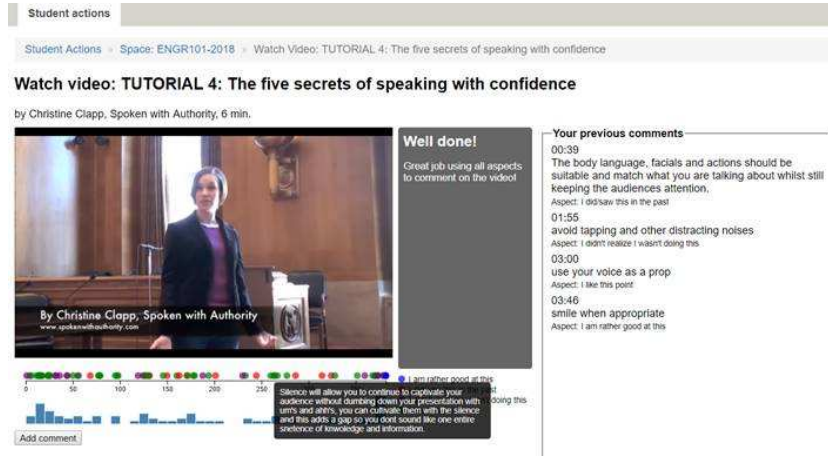 Student actions
Student Actions » Space: ENGR101-2018 » Watch Video: TUTORIAL 4: The five secrets of speaking with confidence
Watch video: TUTORIAL 4: The five secrets of speaking with confidence
by Christine Clapp, Spoken with Authority, 6 min.
Well done!
Great job using all aspects
to comment on the video!
By Christine Clapp, Spoken with Authority
www.spokenwithauthority.com
Your previous comments
00:39
The body language, facials and actions should be
suitable and match what you are talking about whilst still
keeping the audiences attention.
Aspect: I did/saw this in the past
01:55
avoid tapping and other distracting noises
Aspect: I didn't realize I wasn't doing this
03:00
use your voice as a prop
Aspect: I like this point
03:46
smile when appropriate
Aspect: I am rather good at this
0 50 100 150 200 250
I am rather good at this
doing this
Silence will allow you to continue to captivate your
audience without dumbing down your presentation with
um's and ahh's, you can cultivate them with the silence
and this adds a gap so you dont sound like one entire
snetence of knwoledge and information.
Add comment